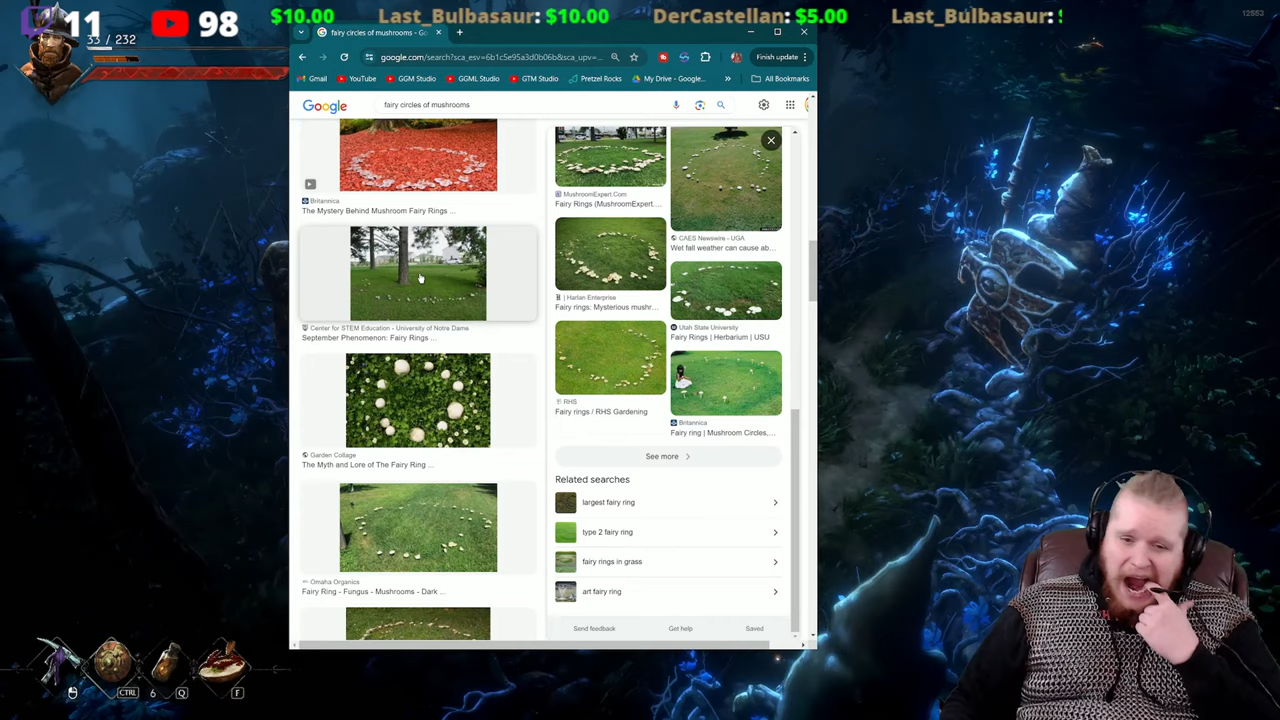 11
98
$10.00 Last_Bulbasaur: $10.00 DerCastellan: $5.00 Last_Bulbasaur:
12553
33 / 232
fairy circles of mushrooms - Go
google.com/search?sca_esv=6b1c5e95a3d0b06b&sca_upv=...
Finish update
Gmail
YouTube
GGM Studio
GGML Studio
GTM Studio
Pretzel Rocks
My Drive - Google...
All Bookmarks
Google
fairy circles of mushrooms
Britannica
The Mystery Behind Mushroom Fairy Rings ...
Center for STEM Education - University of Notre Dame
September Phenomenon: Fairy Rings ...
Garden Collage
The Myth and Lore of The Fairy Ring ...
Omaha Organics
Fairy Ring - Fungus - Mushrooms - Dark ...
MushroomExpert.Com
Fairy Rings (MushroomExpert....
CAES Newswire - UGA
Wet fall weather can cause ab...
Harlan Enterprise
Fairy rings: Mysterious mushr...
Utah State University
Fairy Rings | Herbarium | USU
RHS
Fairy rings / RHS Gardening
Britannica
Fairy ring | Mushroom Circles,...
See more
Related searches
largest fairy ring
type 2 fairy ring
fairy rings in grass
art fairy ring
Send feedback
Get help
Saved
CTRL
6
Q
F